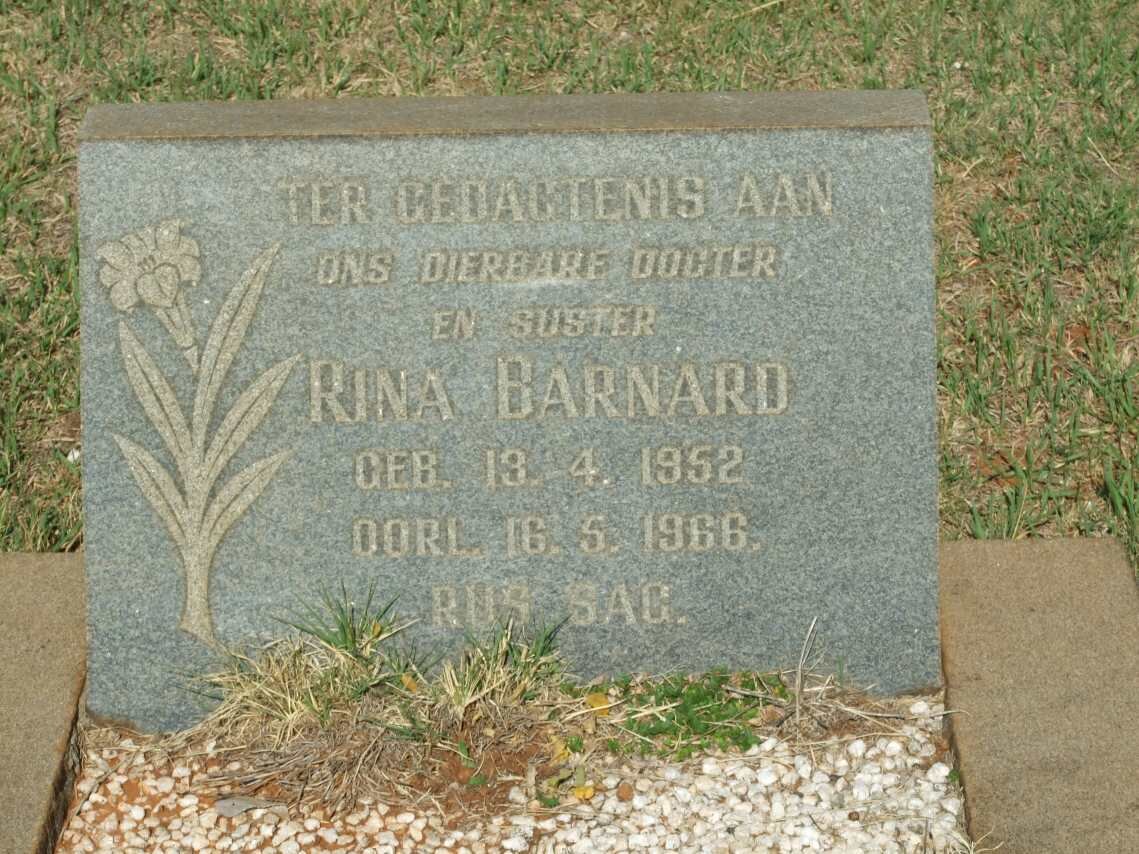 TER GEDAGTENIS AAN
ONS DIERBARE DOGTER
EN SUSTER
RINA BARNARD
GEB. 13. 4. 1952
OORL. 16. 5. 1966.
RUS SAG.